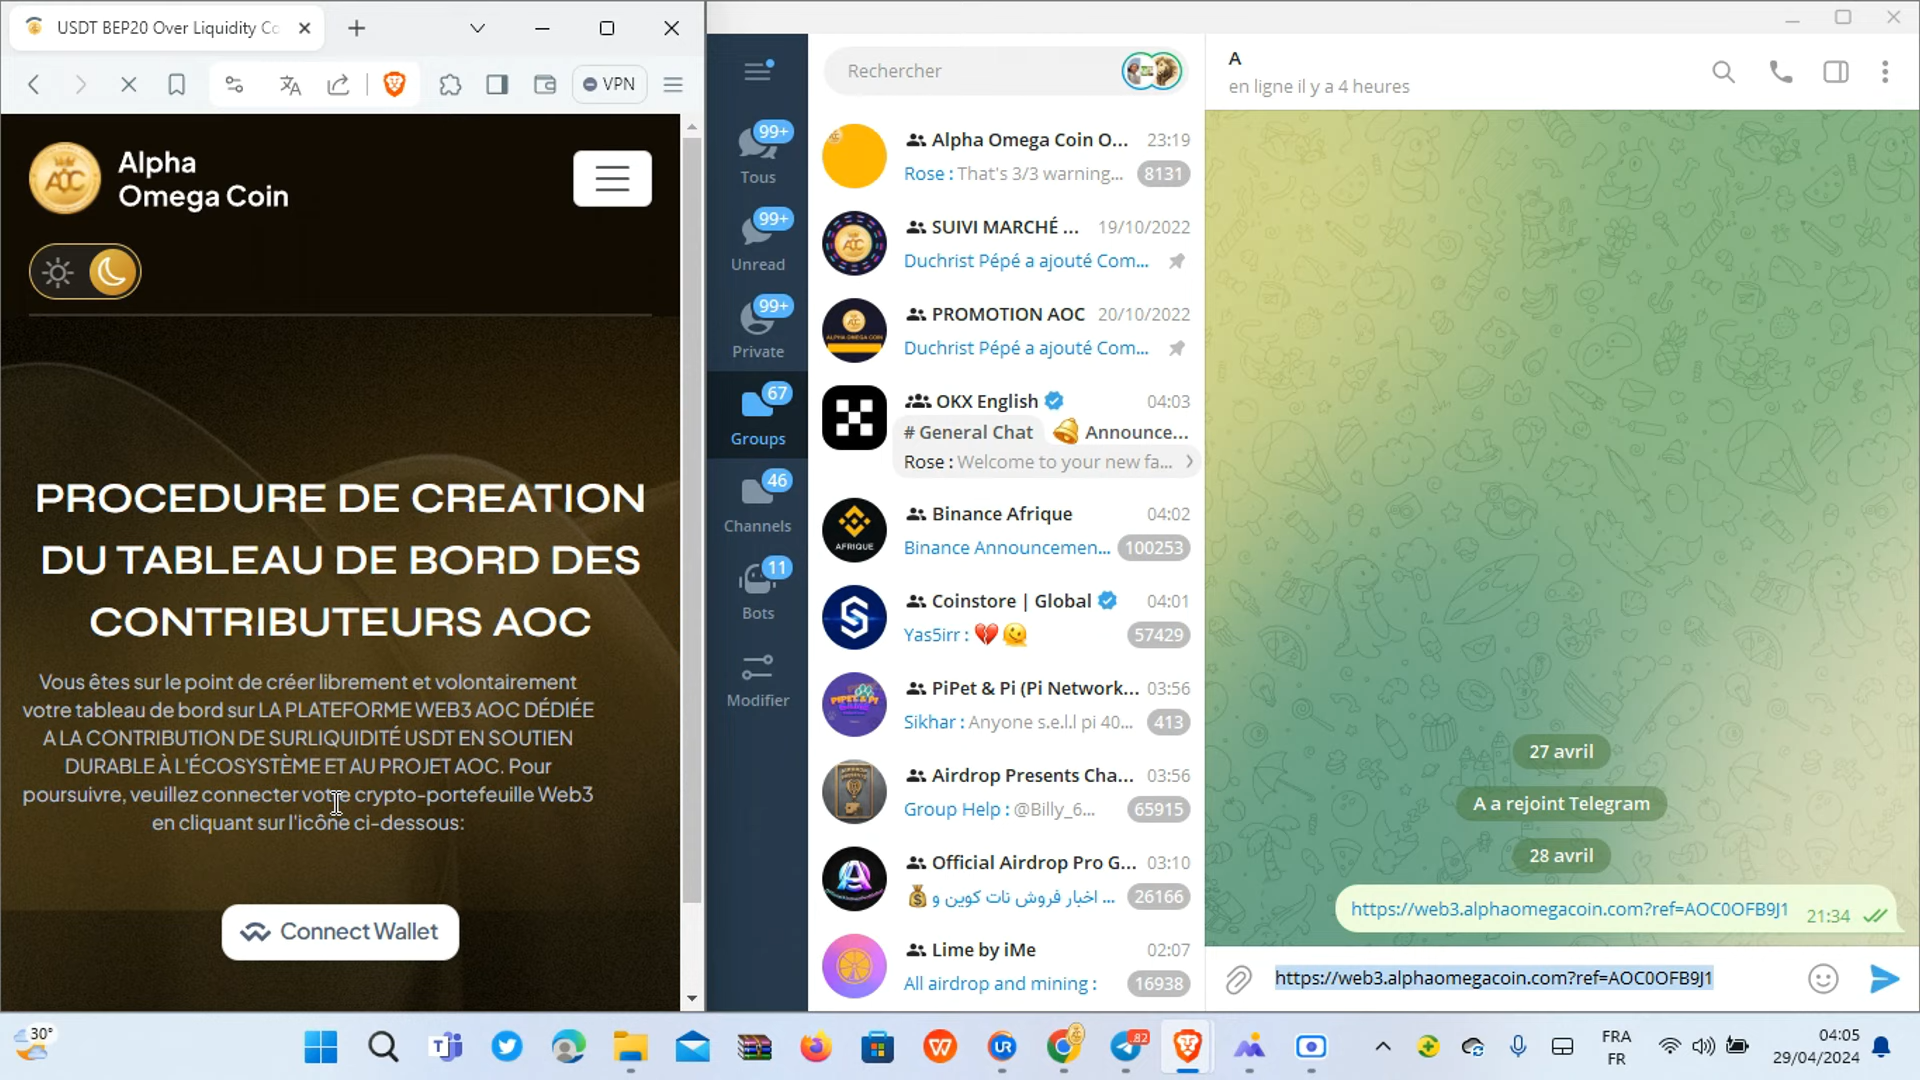 USDT BEP20 Over Liquidity Co
VPN
Alpha
Omega Coin
AOC
PROCEDURE DE CREATION
DU TABLEAU DE BORD DES
CONTRIBUTEURS AOC
Vous êtes sur le point de créer librement et volontairement
votre tableau de bord sur LA PLATEFORME WEB3 AOC DÉDIÉE
A LA CONTRIBUTION DE SURLIQUIDITÉ USDT EN SOUTIEN
DURABLE À L'ÉCOSYSTÈME ET AU PROJET AOC. Pour
poursuivre, veuillez connecter votre crypto-portefeuille Web3
en cliquant sur l'icône ci-dessous:
Connect Wallet
99+
Tous
99+
Unread
99+
Private
67
Groups
46
Channels
11
Bots
Modifier
Rechercher
Alpha Omega Coin O... 23:19
Rose : That's 3/3 warning... 8131
SUIVI MARCHÉ ... 19/10/2022
Duchrist Pépé a ajouté Com...
PROMOTION AOC 20/10/2022
Duchrist Pépé a ajouté Com...
OKX English 04:03
# General Chat Announce...
Rose : Welcome to your new fa...
AFRIQUE
Binance Afrique 04:02
Binance Announcemen... 100253
Coinstore | Global 04:01
Yas5irr : 57429
PiPet & Pi (Pi Network... 03:56
Sikhar : Anyone s.e.l.l pi 40... 413
Airdrop Presents Cha... 03:56
Group Help : @Billy_6... 65915
Official Airdrop Pro G... 03:10
اخبار فروش نات کوین و ... 26166
Lime by iMe 02:07
All airdrop and mining : 16938
A
en ligne il y a 4 heures
27 avril
A a rejoint Telegram
28 avril
https://web3.alphaomegacoin.com?ref=AOC0OFB9J1 21:34
https://web3.alphaomegacoin.com?ref=AOC0OFB9J1
30°
82
FRA
FR
04:05
29/04/2024